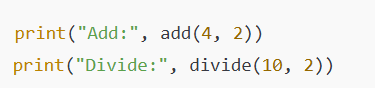 print("Add:", add(4, 2))
print("Divide:", divide(10, 2))